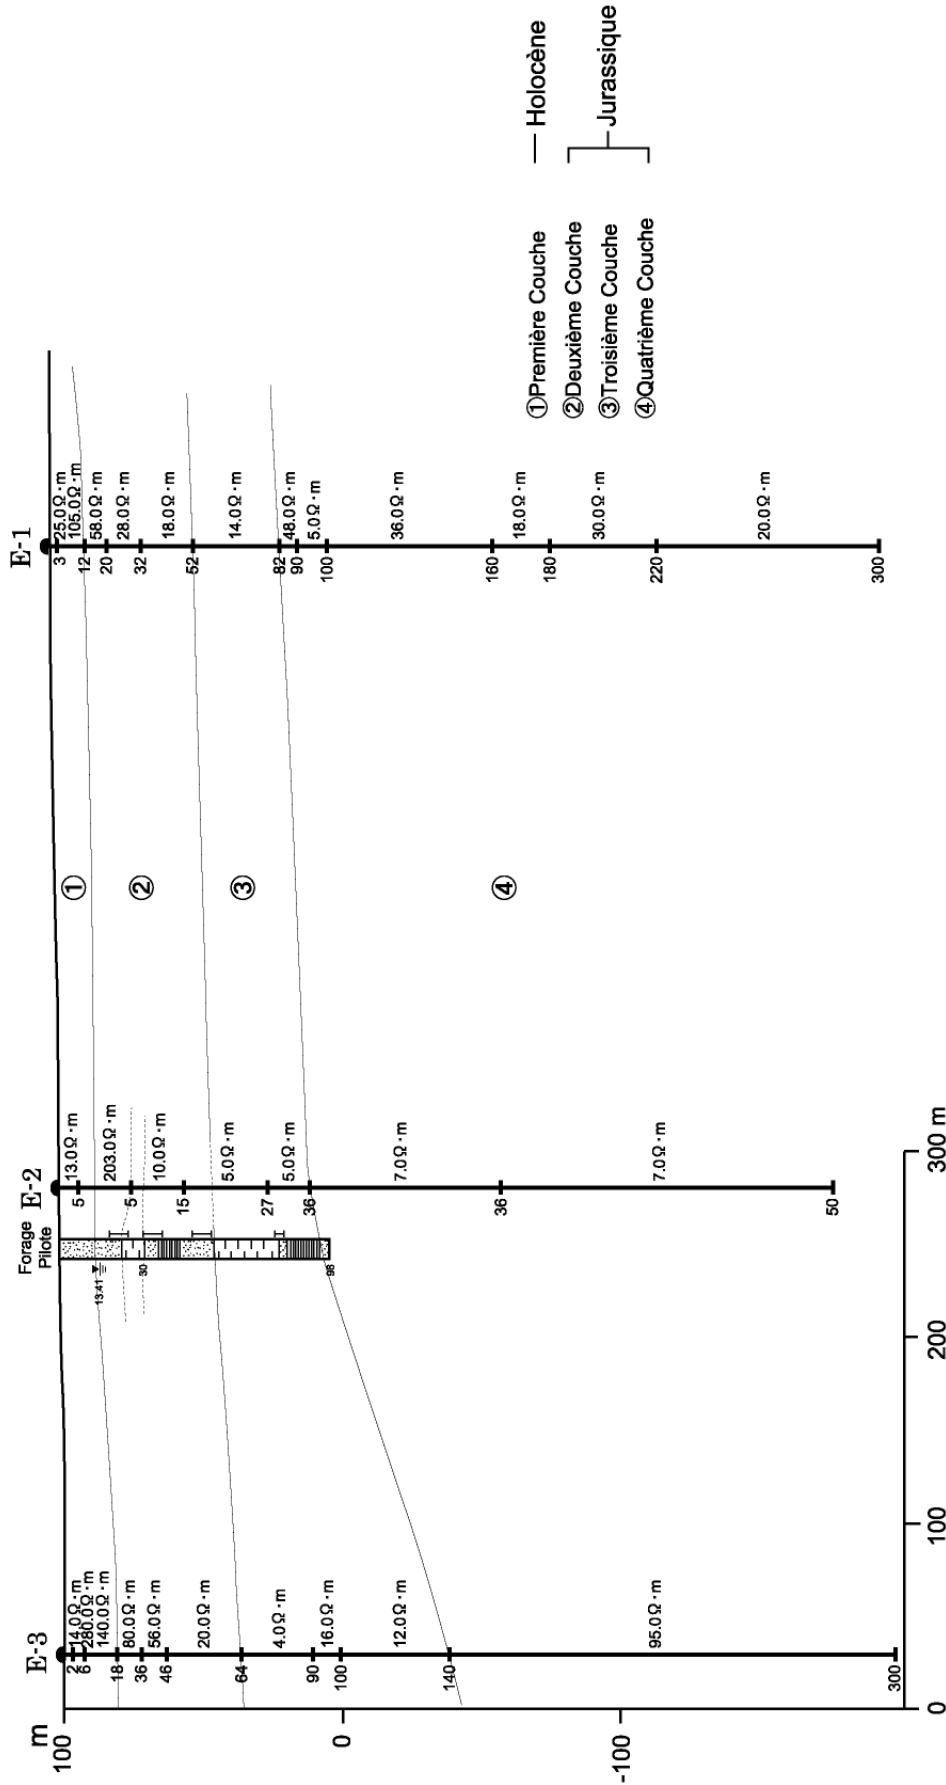 E-3
Forage
Pilote
E-2
E-1
m
100
0
-100
2
6
18
36
46
64
90
100
140
300
14.0Ω·m
280.0Ω·m
140.0Ω·m
80.0Ω·m
56.0Ω·m
20.0Ω·m
4.0Ω·m
16.0Ω·m
12.0Ω·m
95.0Ω·m
13.41
30
98
5
5
15
27
36
36
50
13.0Ω·m
203.0Ω·m
10.0Ω·m
5.0Ω·m
5.0Ω·m
7.0Ω·m
7.0Ω·m
①
②
③
④
3
12
20
32
52
82
90
100
160
180
220
300
25.0Ω·m
105.0Ω·m
58.0Ω·m
28.0Ω·m
18.0Ω·m
14.0Ω·m
48.0Ω·m
5.0Ω·m
36.0Ω·m
18.0Ω·m
30.0Ω·m
20.0Ω·m
①Première Couche — Holocène
②Deuxième Couche
③Troisième Couche Jurassique
④Quatrième Couche
0 100 200 300 m